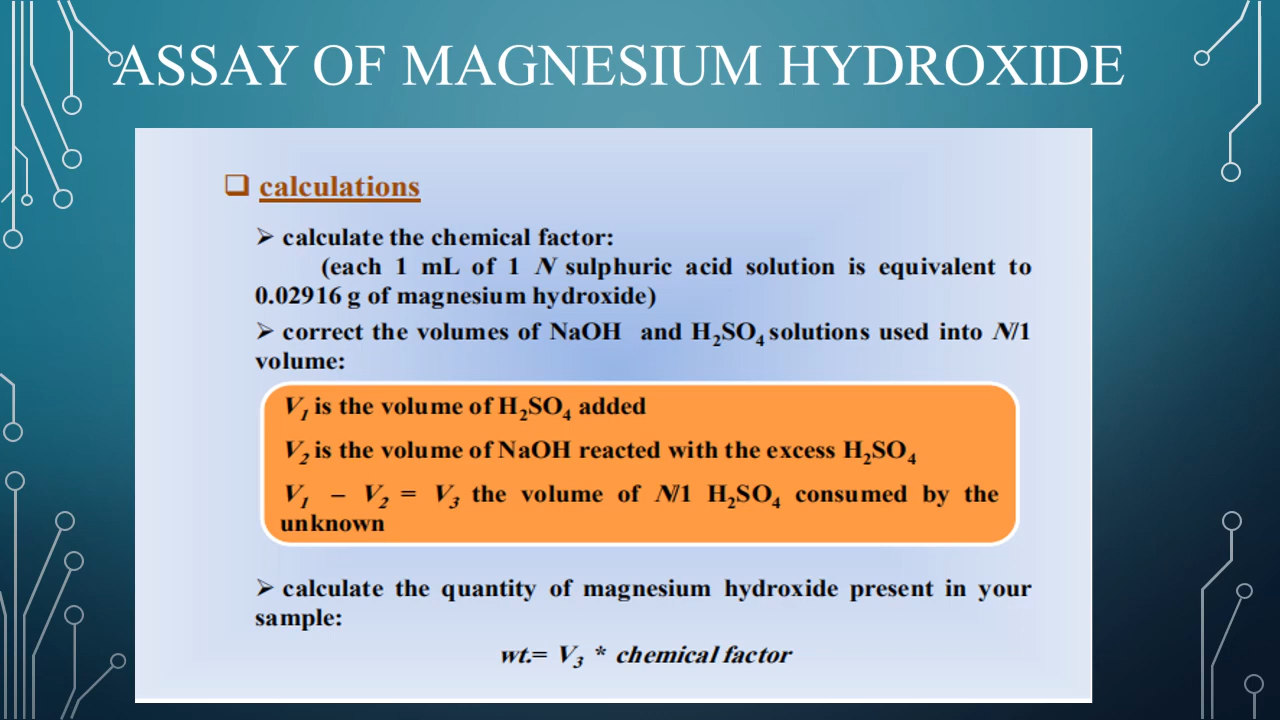 ASSAY OF MAGNESIUM HYDROXIDE
❑ calculations
➢ calculate the chemical factor:
(each 1 mL of 1 N sulphuric acid solution is equivalent to
0.02916 g of magnesium hydroxide)
➢ correct the volumes of NaOH and H₂SO₄ solutions used into N/1
volume:
V₁ is the volume of H₂SO₄ added
V₂ is the volume of NaOH reacted with the excess H₂SO₄
V₁ – V₂ = V₃ the volume of N/1 H₂SO₄ consumed by the
unknown
➢ calculate the quantity of magnesium hydroxide present in your
sample:
wt.= V₃ * chemical factor